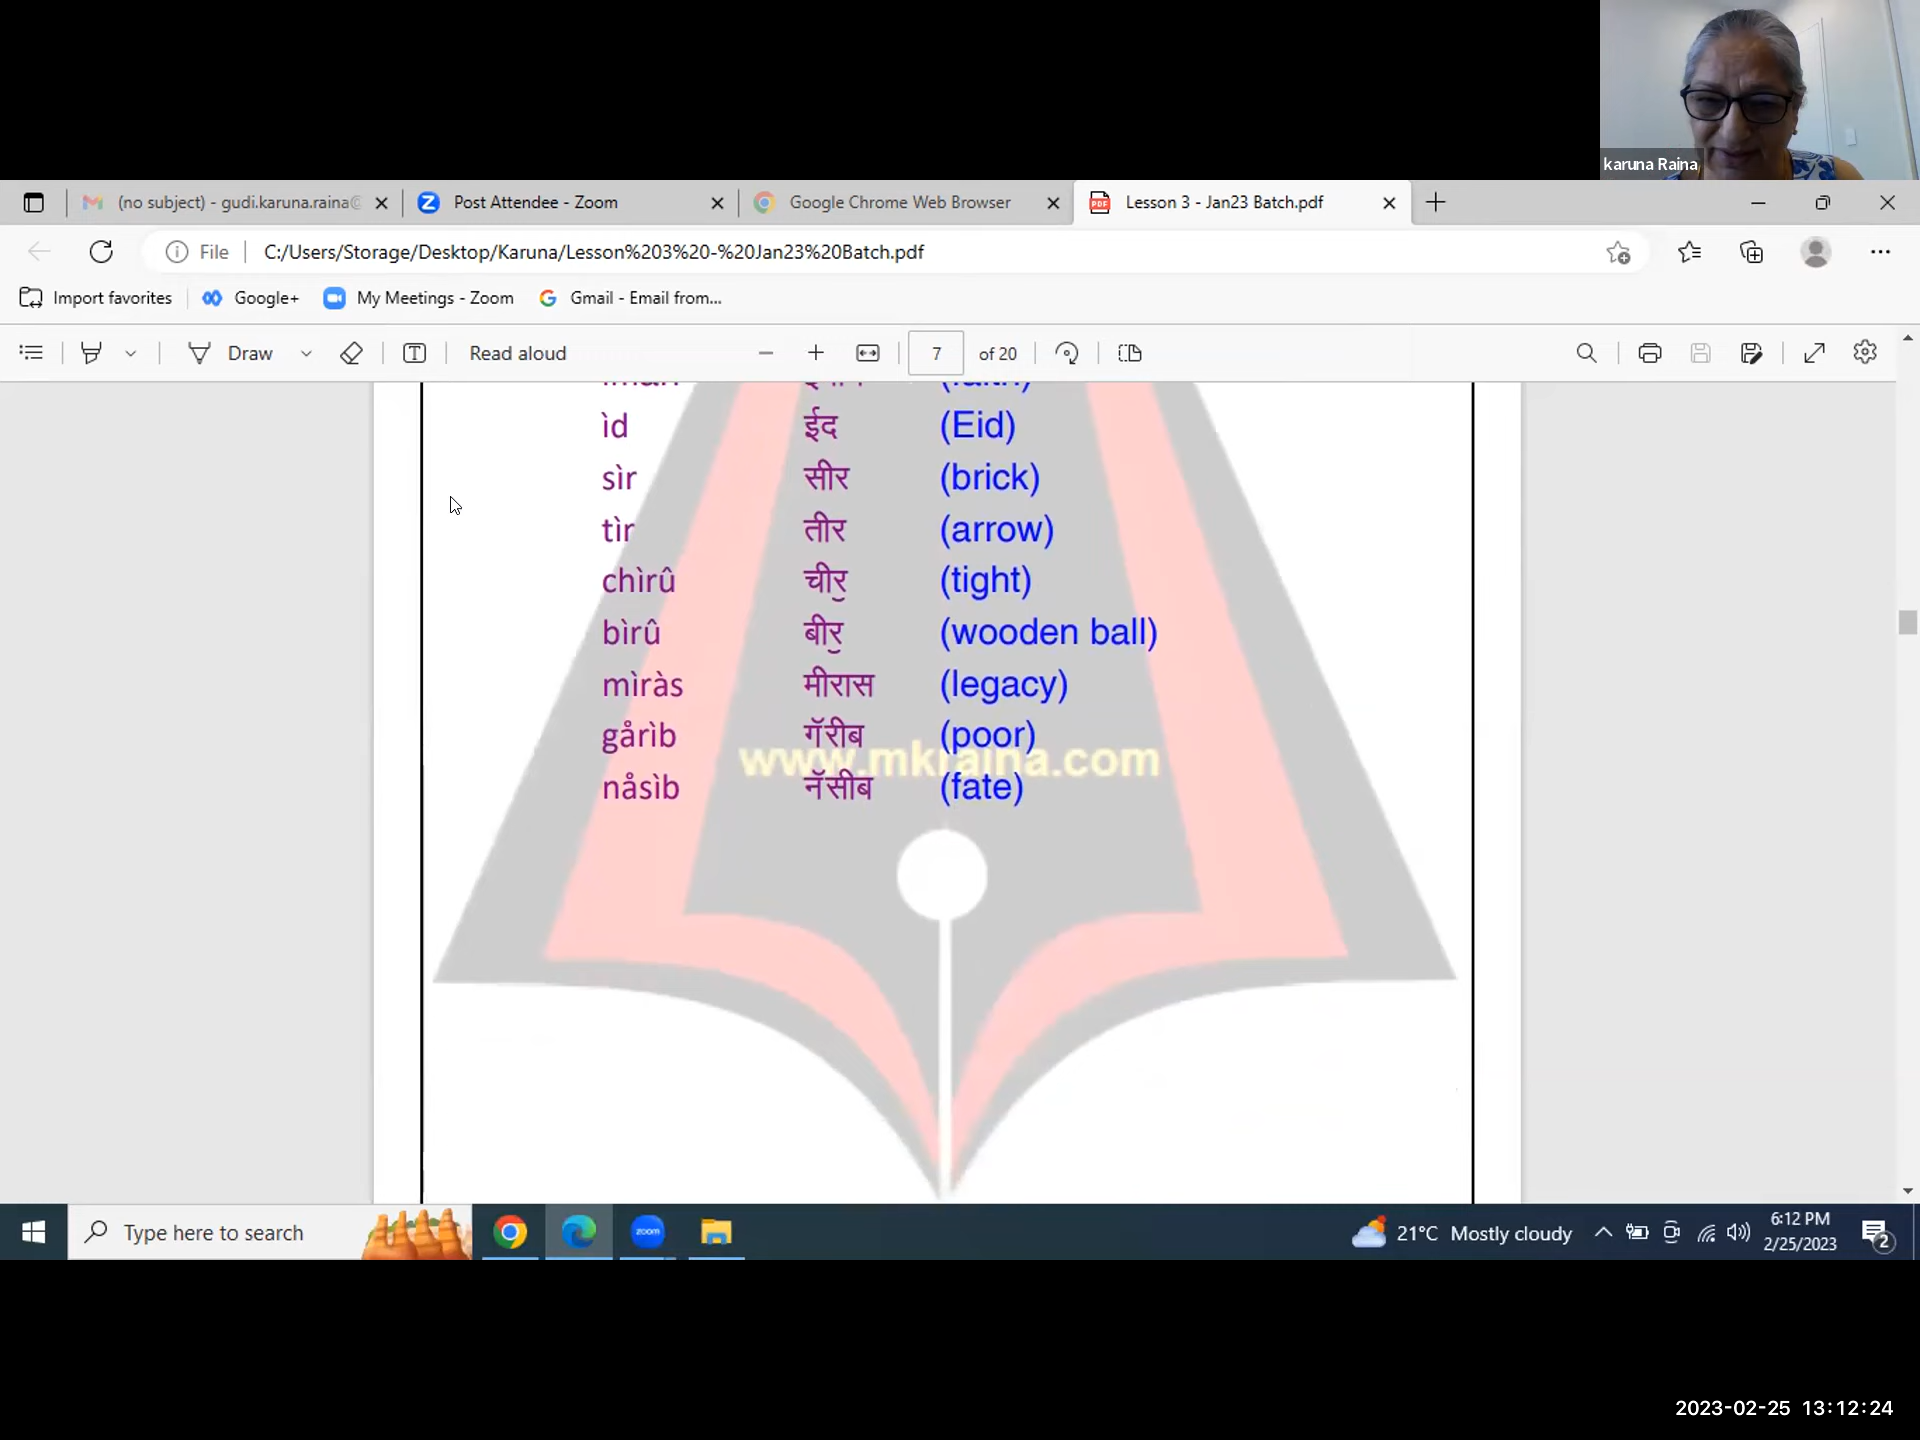 karuna Raina
(no subject) - gudi.karuna.raina@
Post Attendee - Zoom
Google Chrome Web Browser
Lesson 3 - Jan23 Batch.pdf
File
C:/Users/Storage/Desktop/Karuna/Lesson%203%20-%20Jan23%20Batch.pdf
Import favorites
Google+
My Meetings - Zoom
Gmail - Email from...
Draw
Read aloud
7 of 20
ìd ईद (Eid)
sìr सीर (brick)
tìr तीर (arrow)
chìrû चीर॒ (tight)
bìrû बीर॒ (wooden ball)
mìràs मीरास (legacy)
gårìb गॅरीब (poor)
www.mkraina.com
nåsìb नॅसीब (fate)
Type here to search
zoom
21°C Mostly cloudy
6:12 PM
2/25/2023
2
2023-02-25 13:12:24